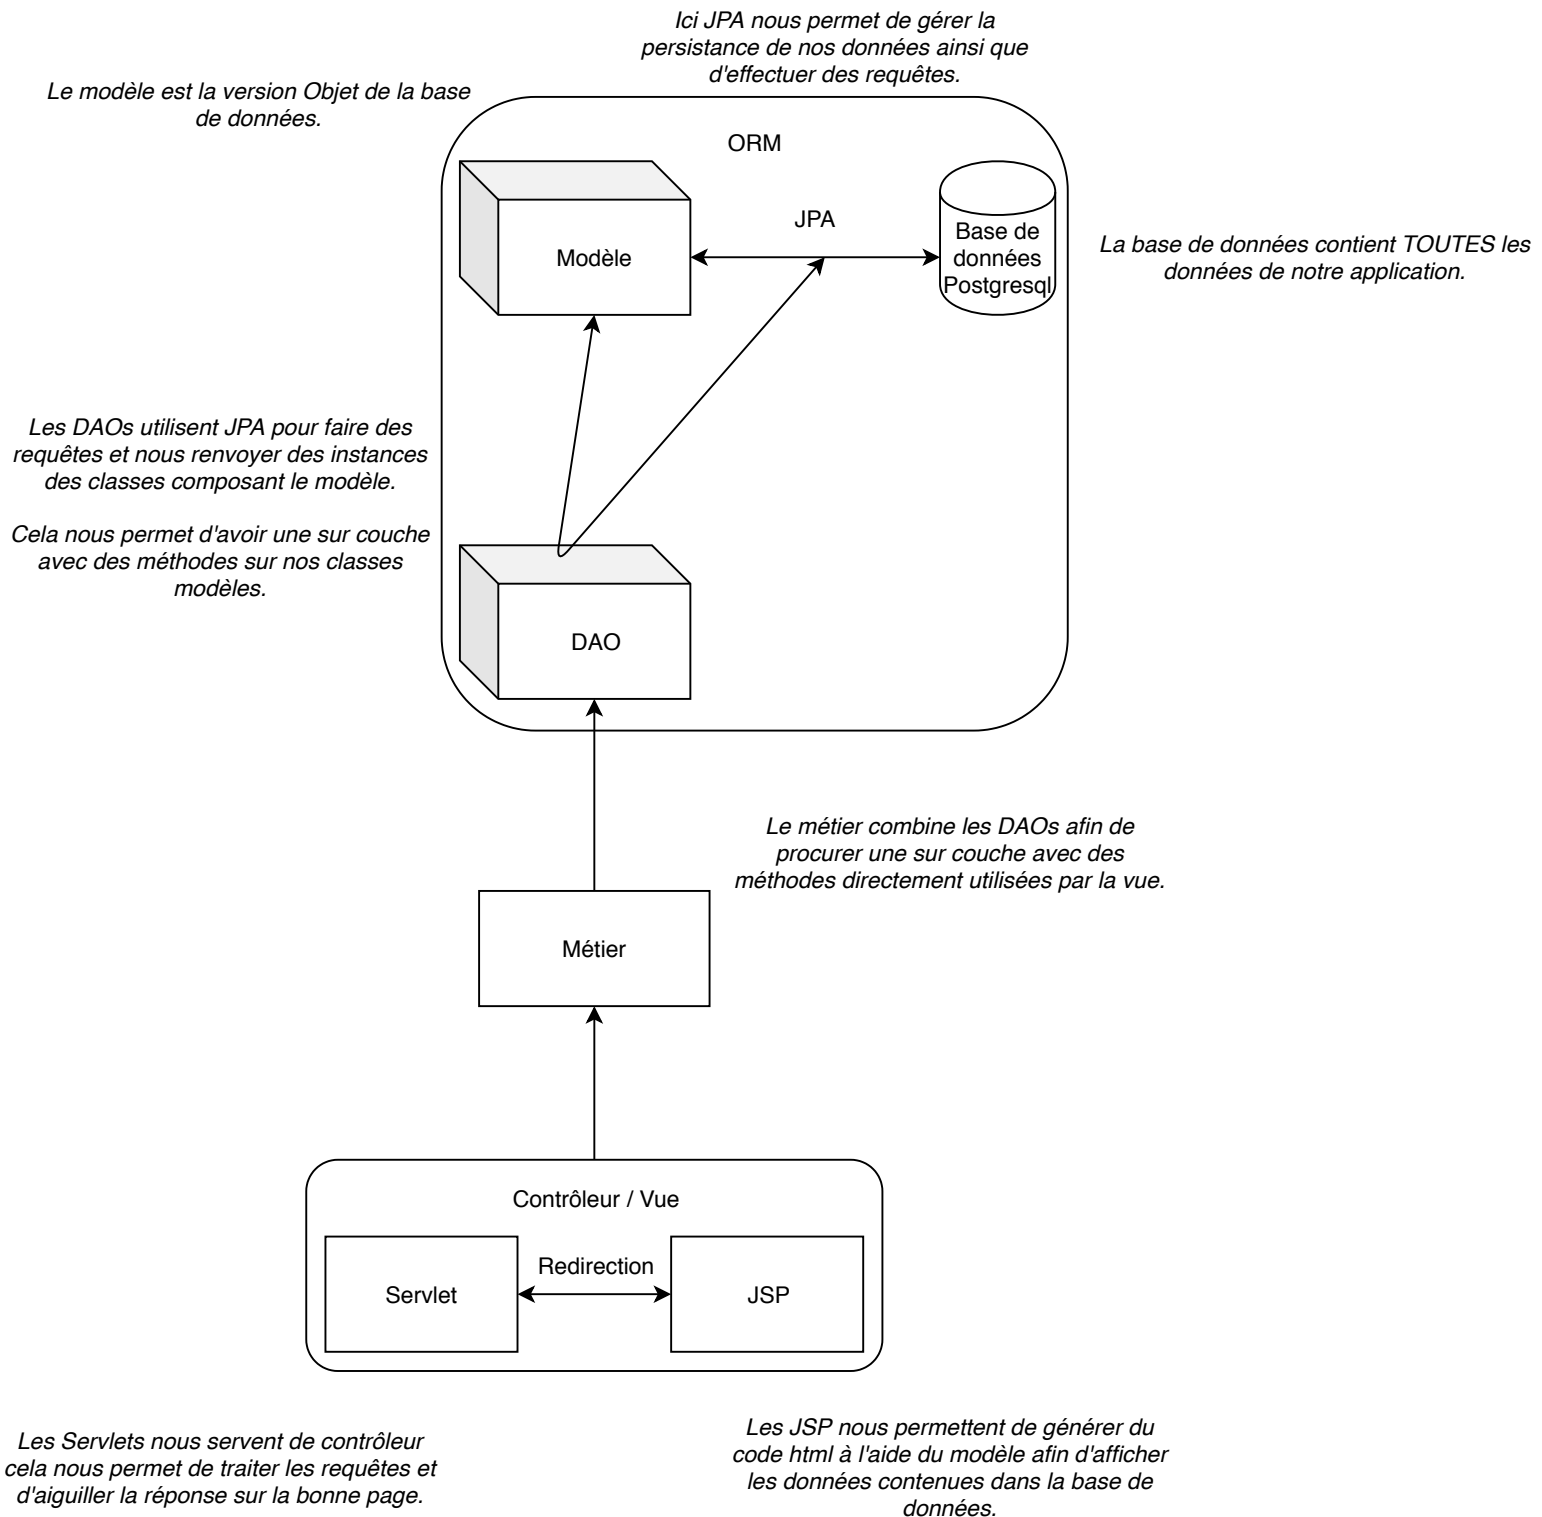 Ici JPA nous permet de gérer la
persistance de nos données ainsi que
d'effectuer des requêtes.
Le modèle est la version Objet de la base
de données.
ORM
Modèle
JPA
Base de
données
Postgresql
La base de données contient TOUTES les
données de notre application.
Les DAOs utilisent JPA pour faire des
requêtes et nous renvoyer des instances
des classes composant le modèle.
Cela nous permet d'avoir une sur couche
avec des méthodes sur nos classes
modèles.
DAO
Le métier combine les DAOs afin de
procurer une sur couche avec des
méthodes directement utilisées par la vue.
Métier
Contrôleur / Vue
Servlet
Redirection
JSP
Les Servlets nous servent de contrôleur
cela nous permet de traiter les requêtes et
d'aiguiller la réponse sur la bonne page.
Les JSP nous permettent de générer du
code html à l'aide du modèle afin d'afficher
les données contenues dans la base de
données.